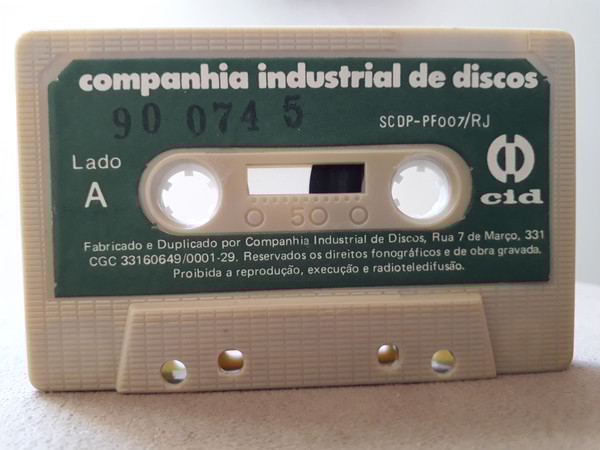 companhia industrial de discos
90 074 5
SCDP-PF007/RJ
Lado
A
cid
50
Fabricado e Duplicado por Companhia Industrial de Discos, Rua 7 de Março, 331
CGC 33160649/0001-29. Reservados os direitos fonográficos e de obra gravada.
Proibida a reprodução, execução e radioteledifusão.